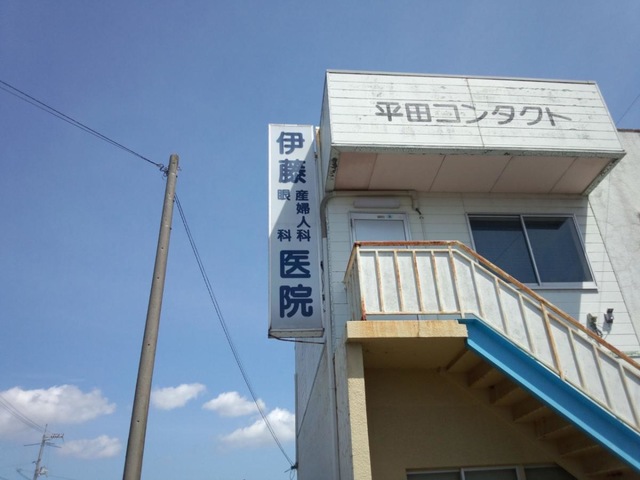 平田コンタクト
伊藤
産婦人科
眼科
医院